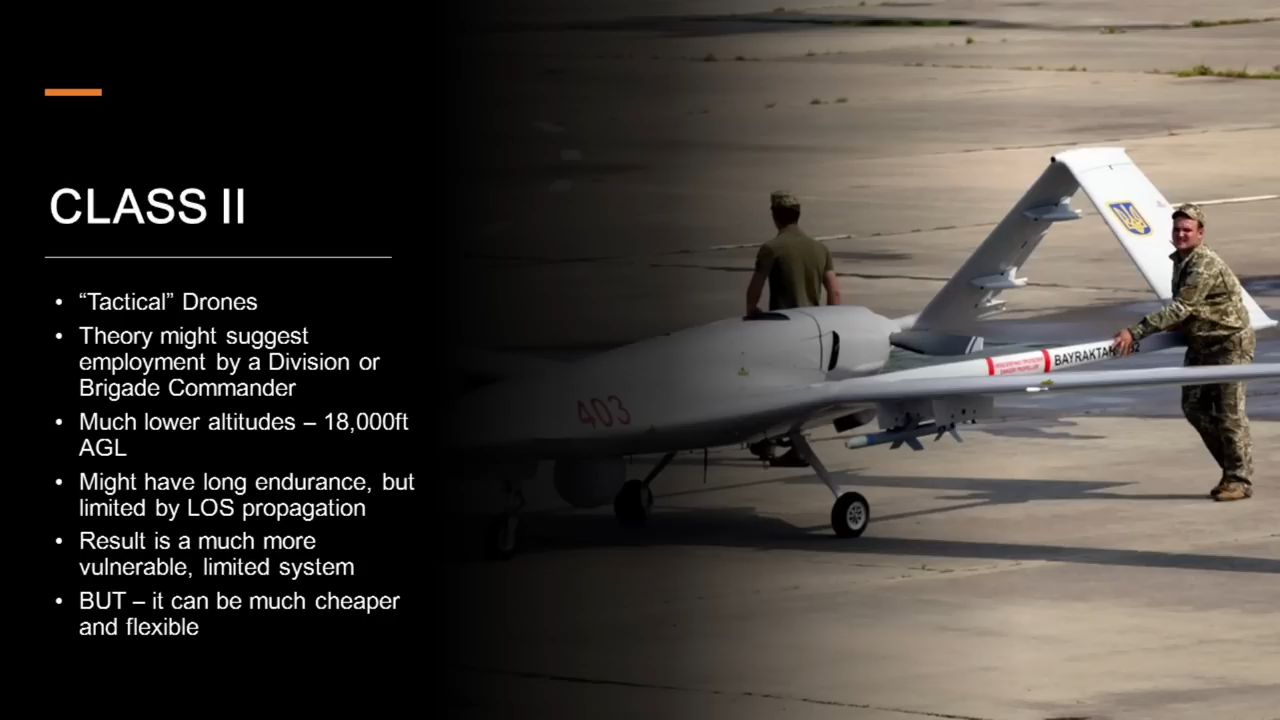 CLASS II
• “Tactical” Drones
• Theory might suggest
employment by a Division or
Brigade Commander
• Much lower altitudes – 18,000ft
AGL
• Might have long endurance, but
limited by LOS propagation
• Result is a much more
vulnerable, limited system
• BUT – it can be much cheaper
and flexible
403
BAYRAKTAR